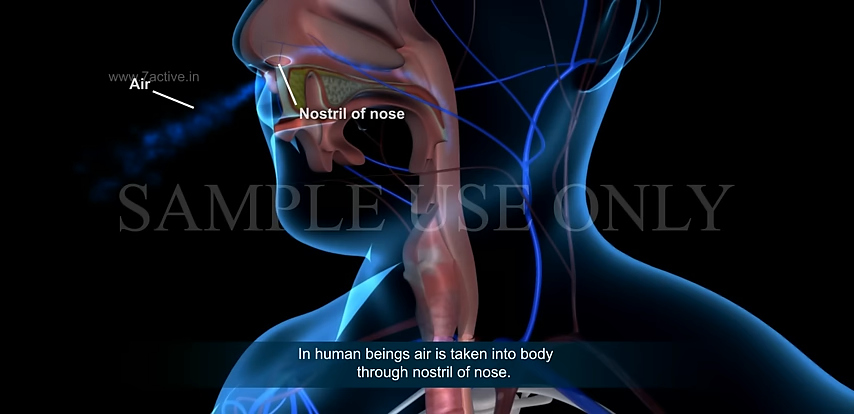 www.7active.in
Air
Nostril of nose
SAMPLE USE ONLY
In human beings air is taken into body
through nostril of nose.